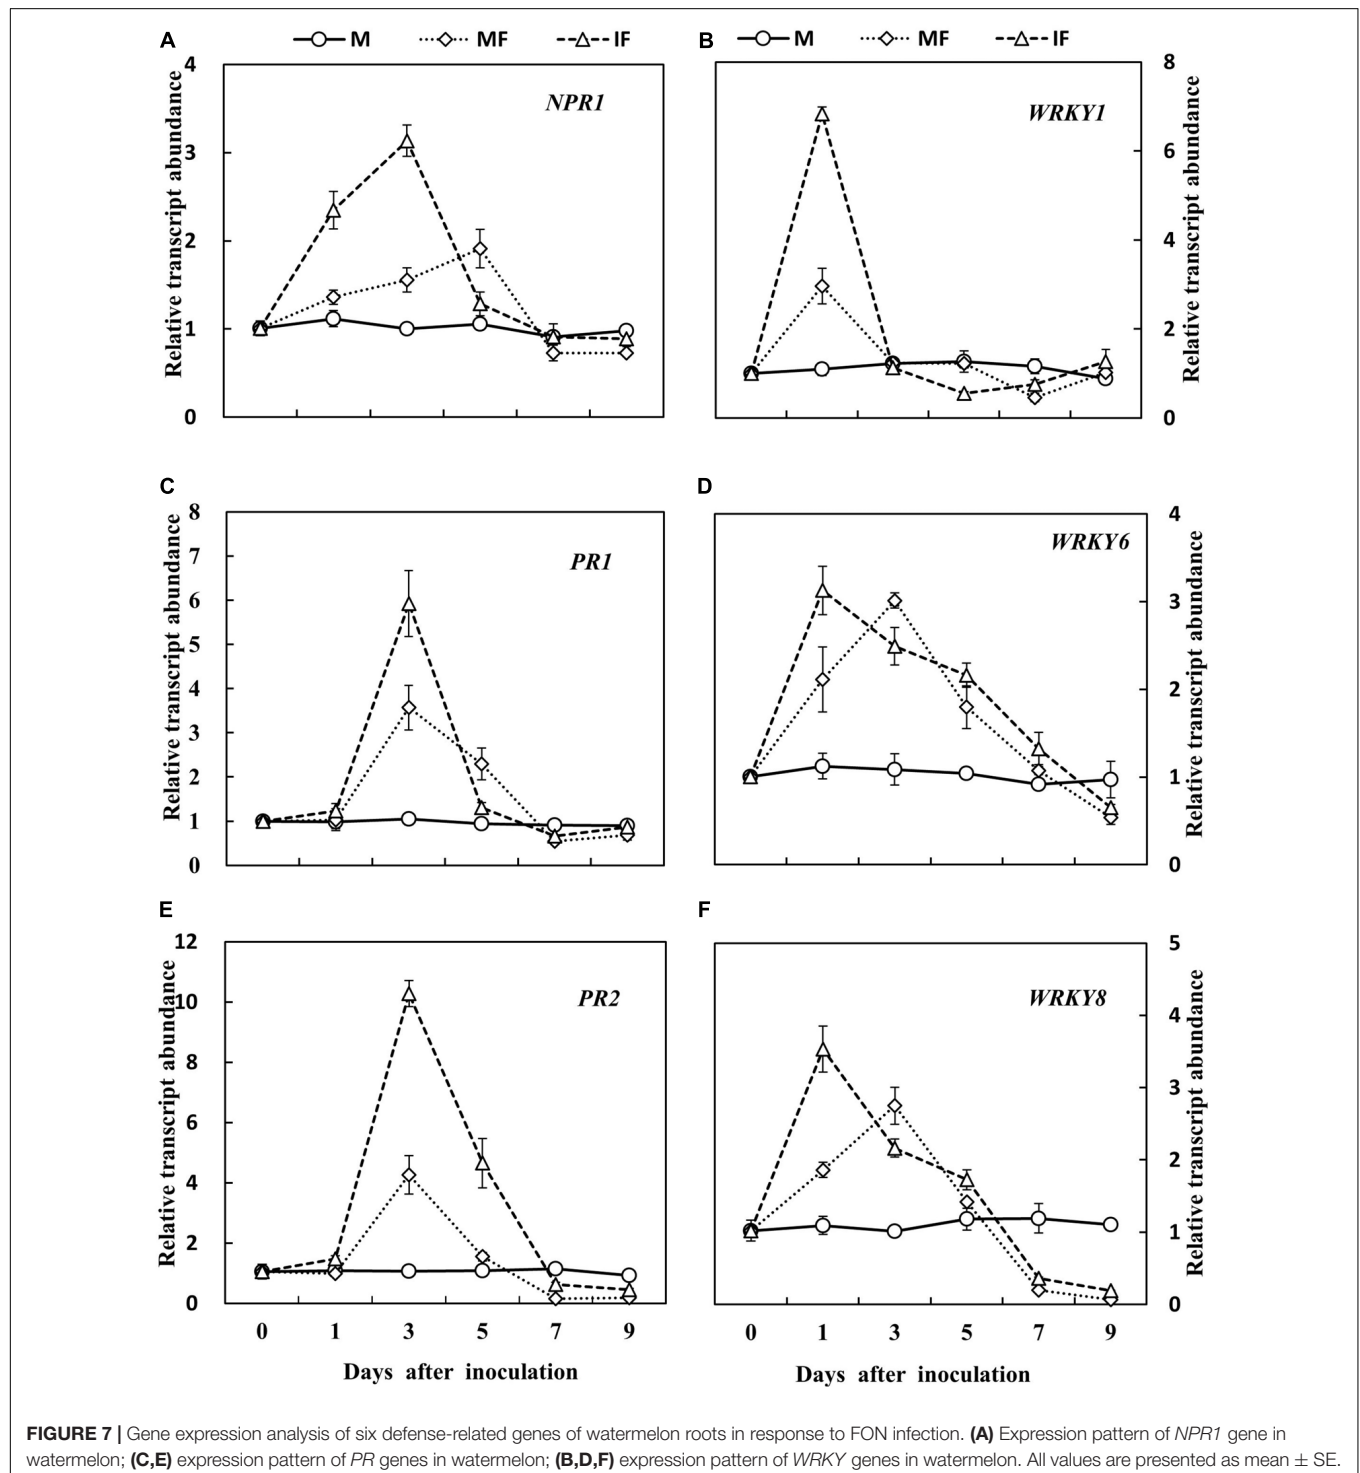 A
M MF IF
B
M MF IF
NPR1
Relative transcript abundance
4
3
2
1
0
WRKY1
8
6
4
2
0
Relative transcript abundance
C
PR1
Relative transcript abundance
8
7
6
5
4
3
2
1
0
D
WRKY6
4
3
2
1
0
Relative transcript abundance
E
PR2
Relative transcript abundance
12
10
8
6
4
2
0
0 1 3 5 7 9
Days after inoculation
F
WRKY8
5
4
3
2
1
0
Relative transcript abundance
0 1 3 5 7 9
Days after inoculation
FIGURE 7 | Gene expression analysis of six defense-related genes of watermelon roots in response to FON infection. (A) Expression pattern of NPR1 gene in
watermelon; (C,E) expression pattern of PR genes in watermelon; (B,D,F) expression pattern of WRKY genes in watermelon. All values are presented as mean ± SE.